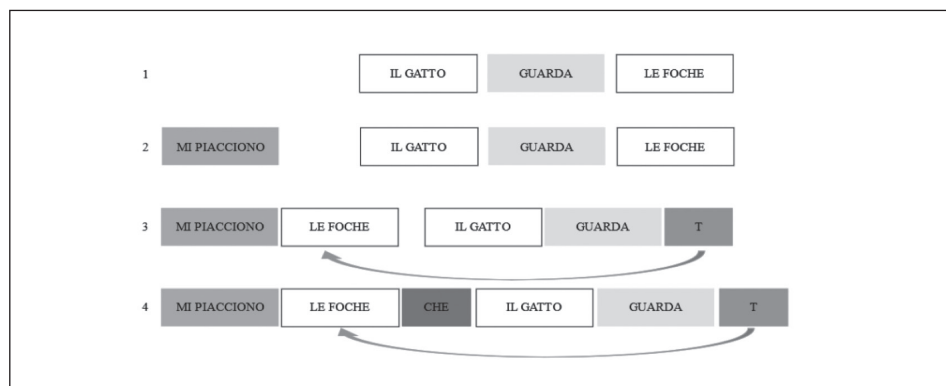 1 IL GATTO GUARDA LE FOCHE
2 MI PIACCIONO IL GATTO GUARDA LE FOCHE
3 MI PIACCIONO LE FOCHE IL GATTO GUARDA T
4 MI PIACCIONO LE FOCHE CHE IL GATTO GUARDA T